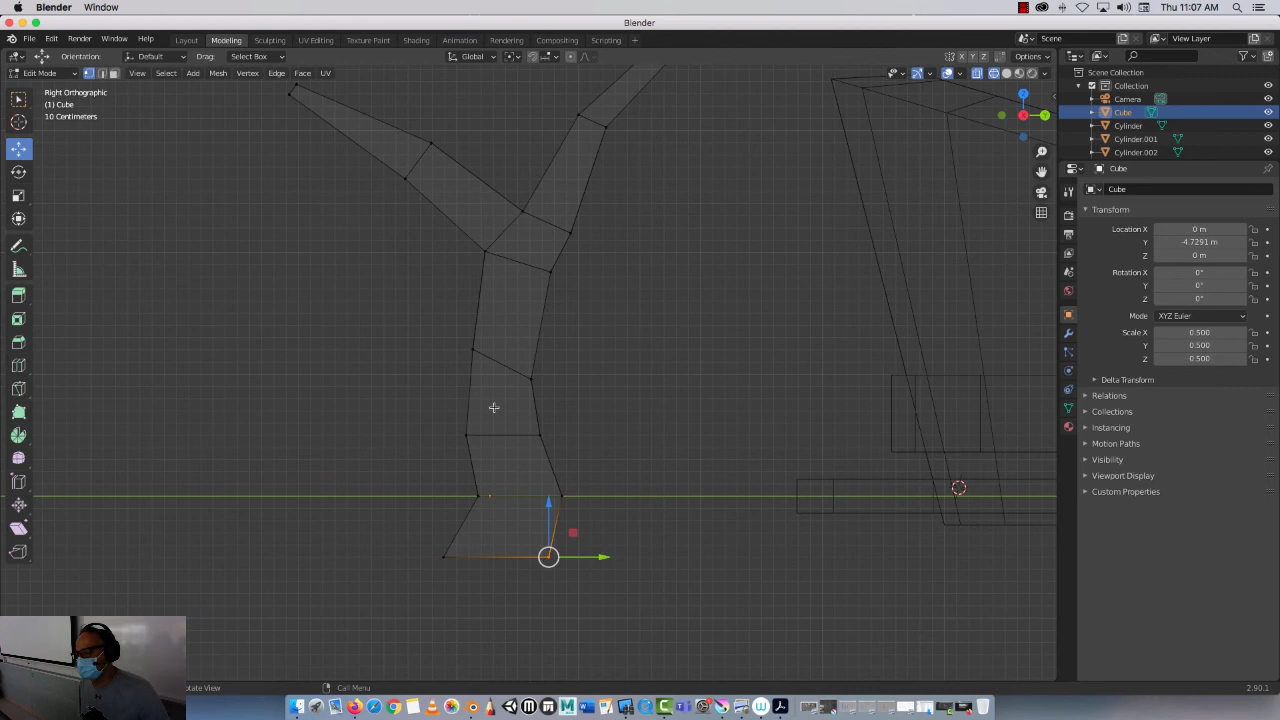 Blender Window Thu 11:07 AM
Blender
File Edit Render Window Help Layout Modeling Sculpting UV Editing Texture Paint Shading Animation Rendering Compositing Scripting + Scene View Layer
Orientation: Default Drag: Select Box Global X Y Z Options
Edit Mode View Select Add Mesh Vertex Edge Face UV
Right Orthographic
(1) Cube
10 Centimeters
Z
Y
Scene Collection
Collection
Camera
Cube
Cylinder
Cylinder.001
Cylinder.002
Cube
Cube
Transform
Location X 0 m
Y -4.7291 m
Z 0 m
Rotation X 0°
Y 0°
Z 0°
Mode XYZ Euler
Scale X 0.500
Y 0.500
Z 0.500
Delta Transform
Relations
Collections
Instancing
Motion Paths
Visibility
Viewport Display
Custom Properties
otate View Call Menu 2.90.1